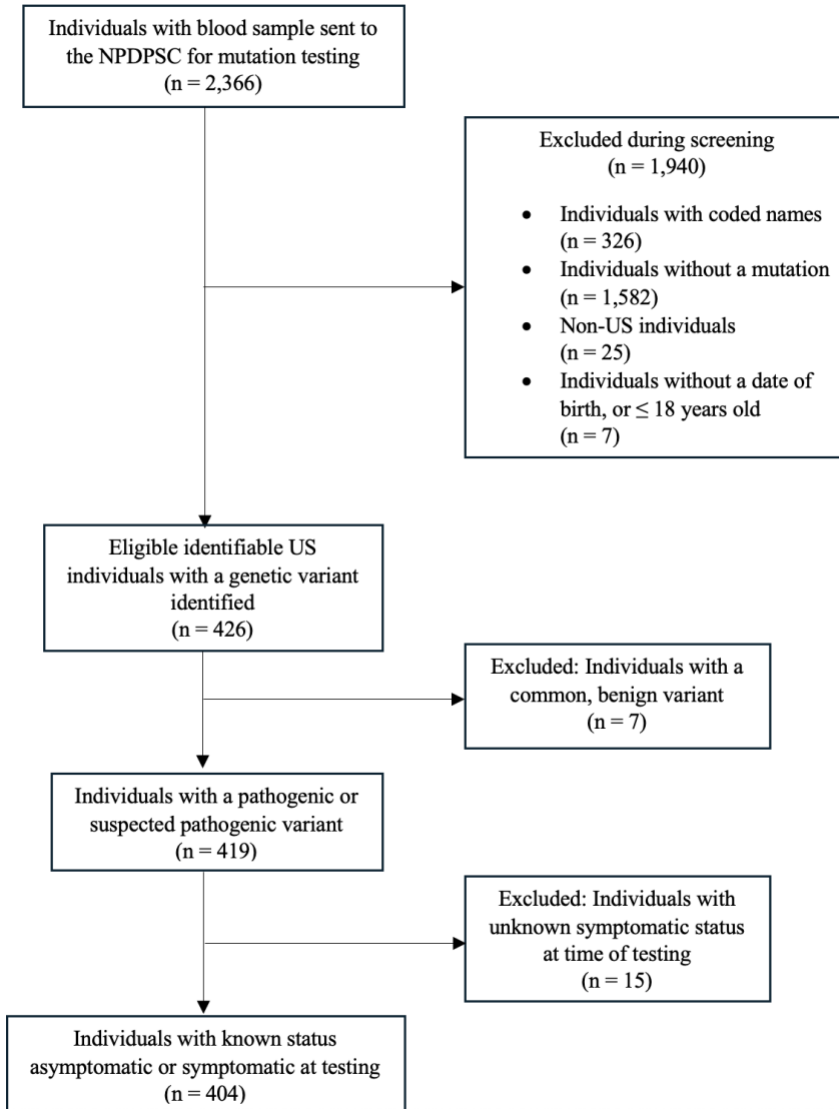 Individuals with blood sample sent to
the NPDPSC for mutation testing
(n = 2,366)
Excluded during screening
(n = 1,940)
• Individuals with coded names
(n = 326)
• Individuals without a mutation
(n = 1,582)
• Non-US individuals
(n = 25)
• Individuals without a date of
birth, or ≤ 18 years old
(n = 7)
Eligible identifiable US
individuals with a genetic variant
identified
(n = 426)
Excluded: Individuals with a
common, benign variant
(n = 7)
Individuals with a pathogenic or
suspected pathogenic variant
(n = 419)
Excluded: Individuals with
unknown symptomatic status
at time of testing
(n = 15)
Individuals with known status
asymptomatic or symptomatic at testing
(n = 404)